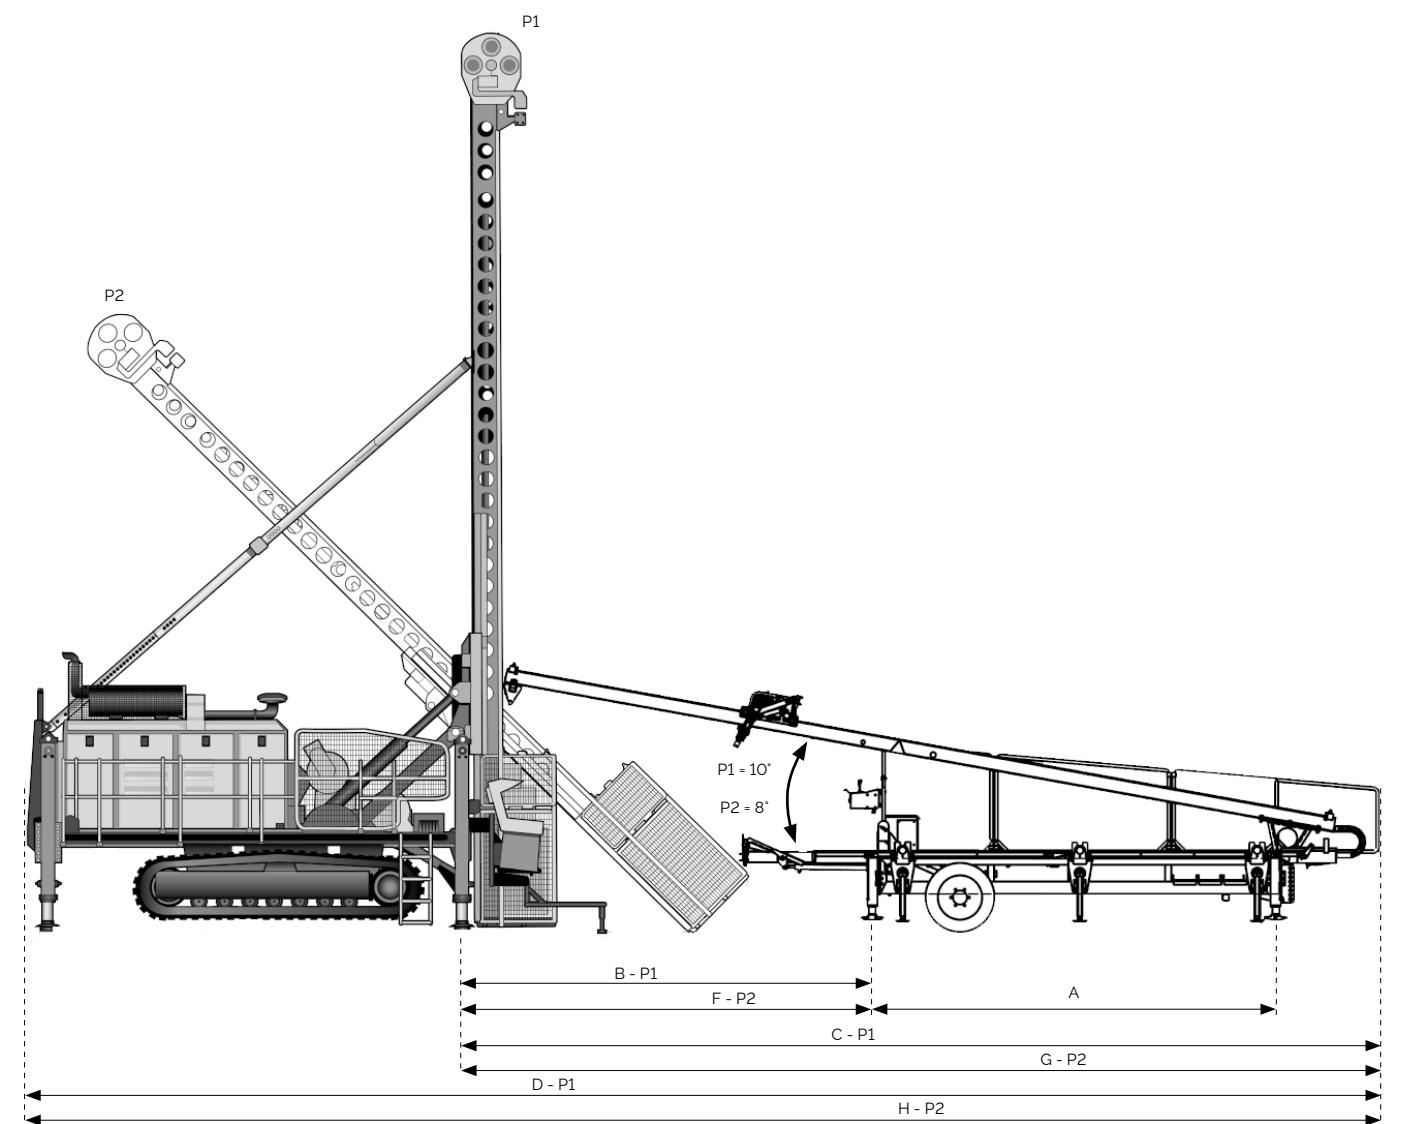 P1
P2
P1 = 10°
P2 = 8°
B - P1
A
F - P2
C - P1
G - P2
D - P1
H - P2